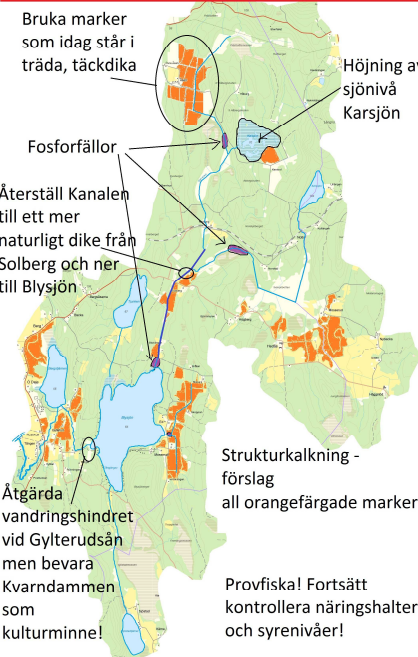 Bruka marker
som idag står i
träda, täckdika
Höjning av
sjönivå
Karsjön
Fosforfällor
Återställ Kanalen
till ett mer
naturligt dike från
Solberg och ner
till Blysjön
Strukturkalkning -
förslag
all orangefärgade marker
Åtgärda
vandringshindret
vid Gylterudsån
men bevara
Kvarndammen
som
kulturminne!
Provfiska! Fortsätt
kontrollera näringshalter
och syrenivåer!